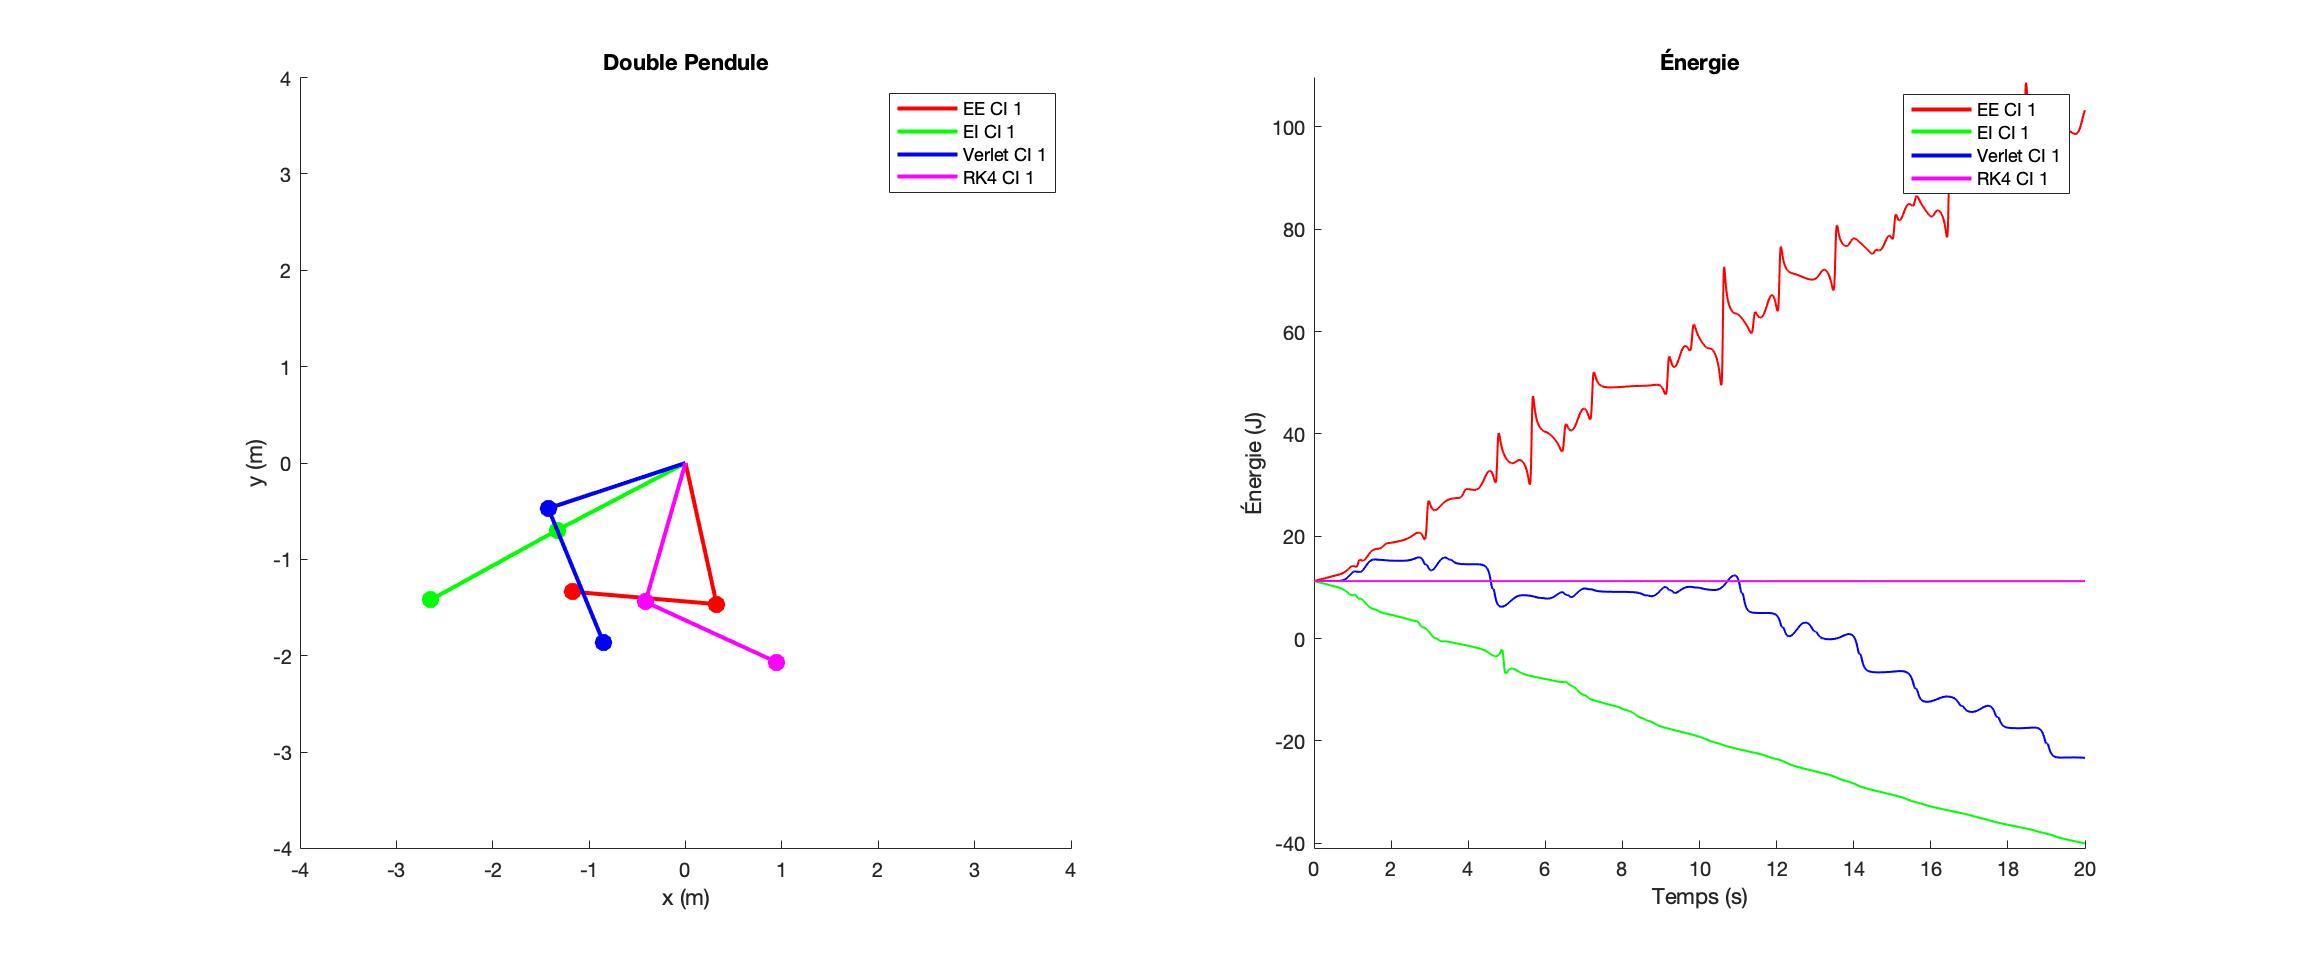 Double Pendule
EE CI 1
EI CI 1
Verlet CI 1
RK4 CI 1
4
3
2
1
0
-1
-2
-3
-4
y (m)
-4 -3 -2 -1 0 1 2 3 4
x (m)
Énergie
EE CI 1
EI CI 1
Verlet CI 1
RK4 CI 1
100
80
60
40
20
0
-20
-40
Énergie (J)
0 2 4 6 8 10 12 14 16 18 20
Temps (s)